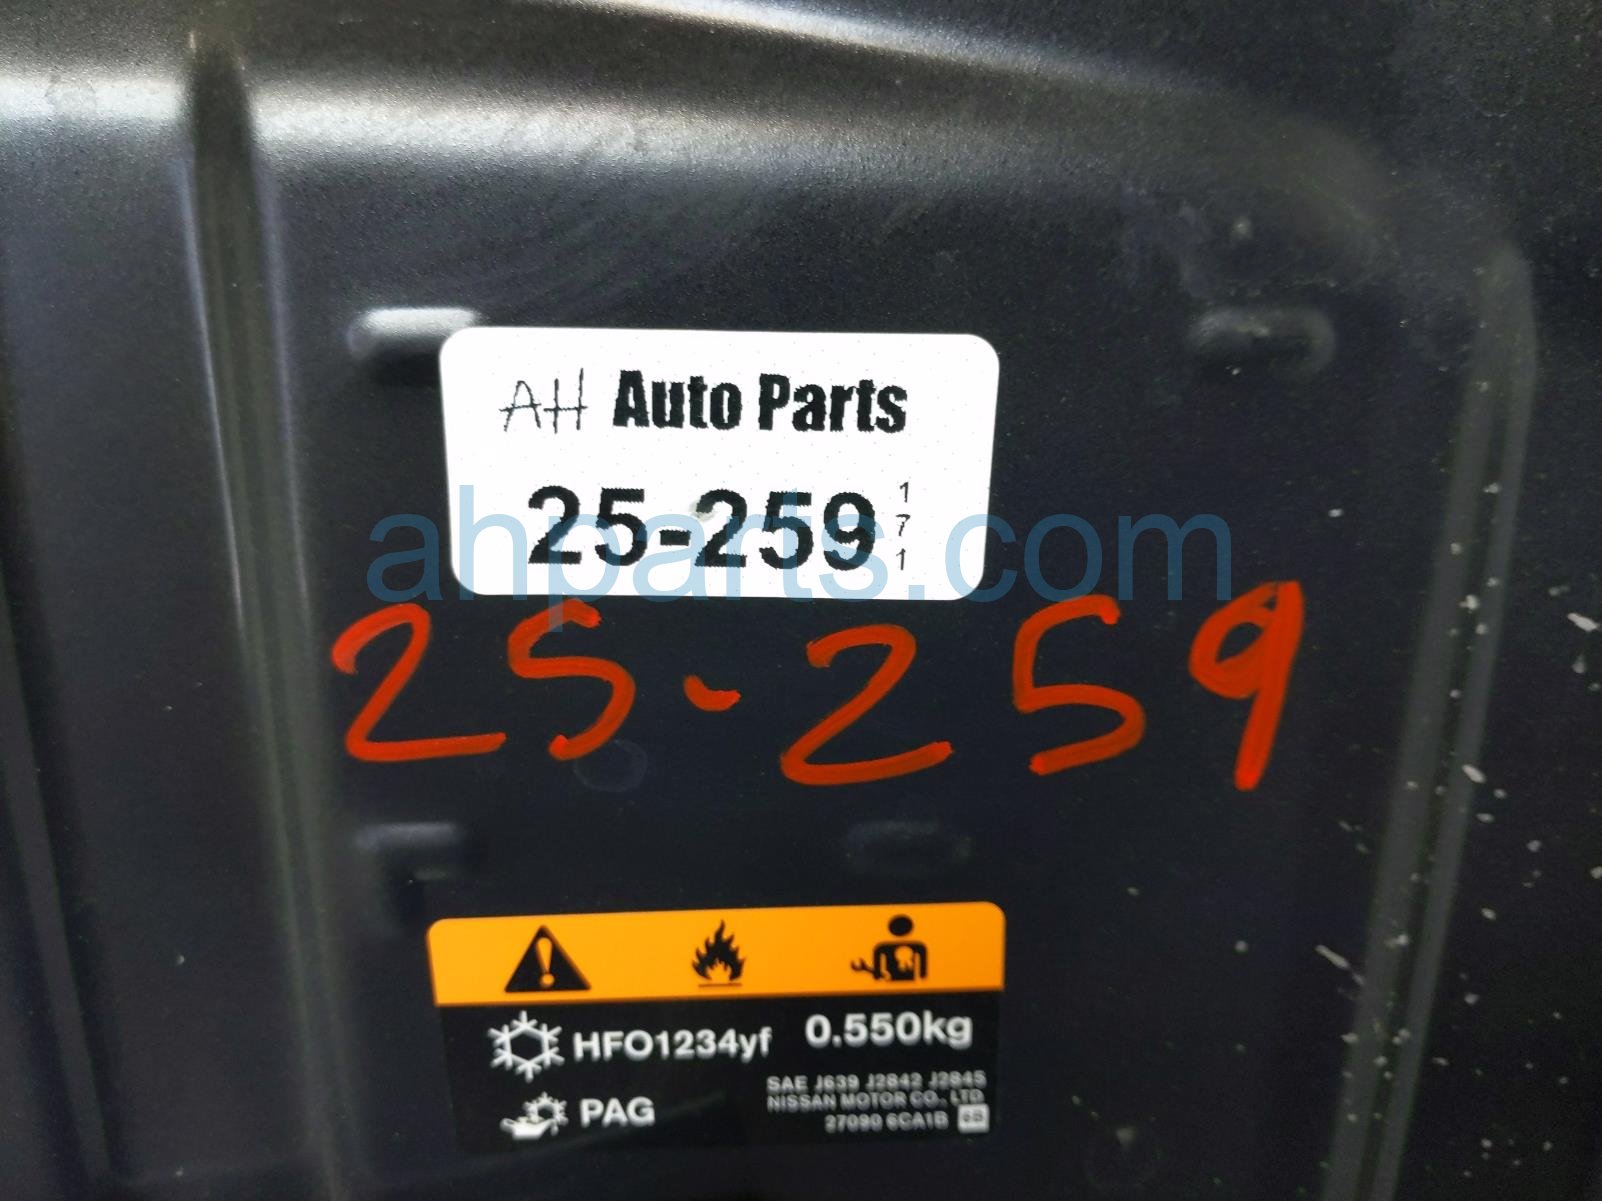 AH Auto Parts
25-259
171
ahparts.com
25-259
HFO1234yf 0.550kg
PAG
SAE J639 J2842 J2845
NISSAN MOTOR CO., LTD.
27090 6CA1B